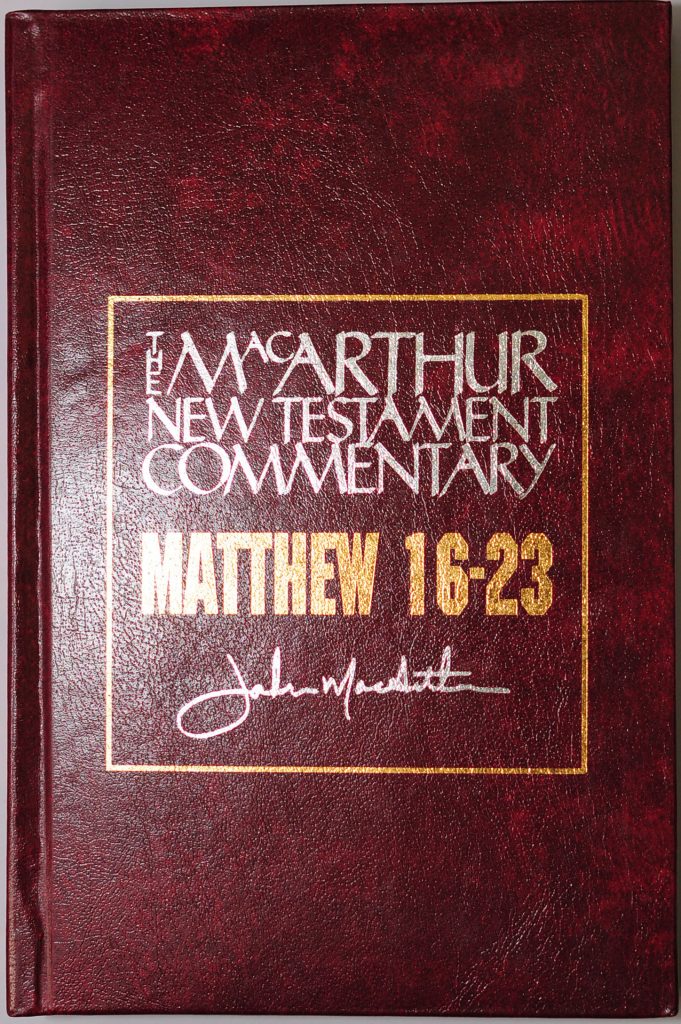 THE MACARTHUR
NEW TESTAMENT
COMMENTARY
MATTHEW 16-23
John MacArthur